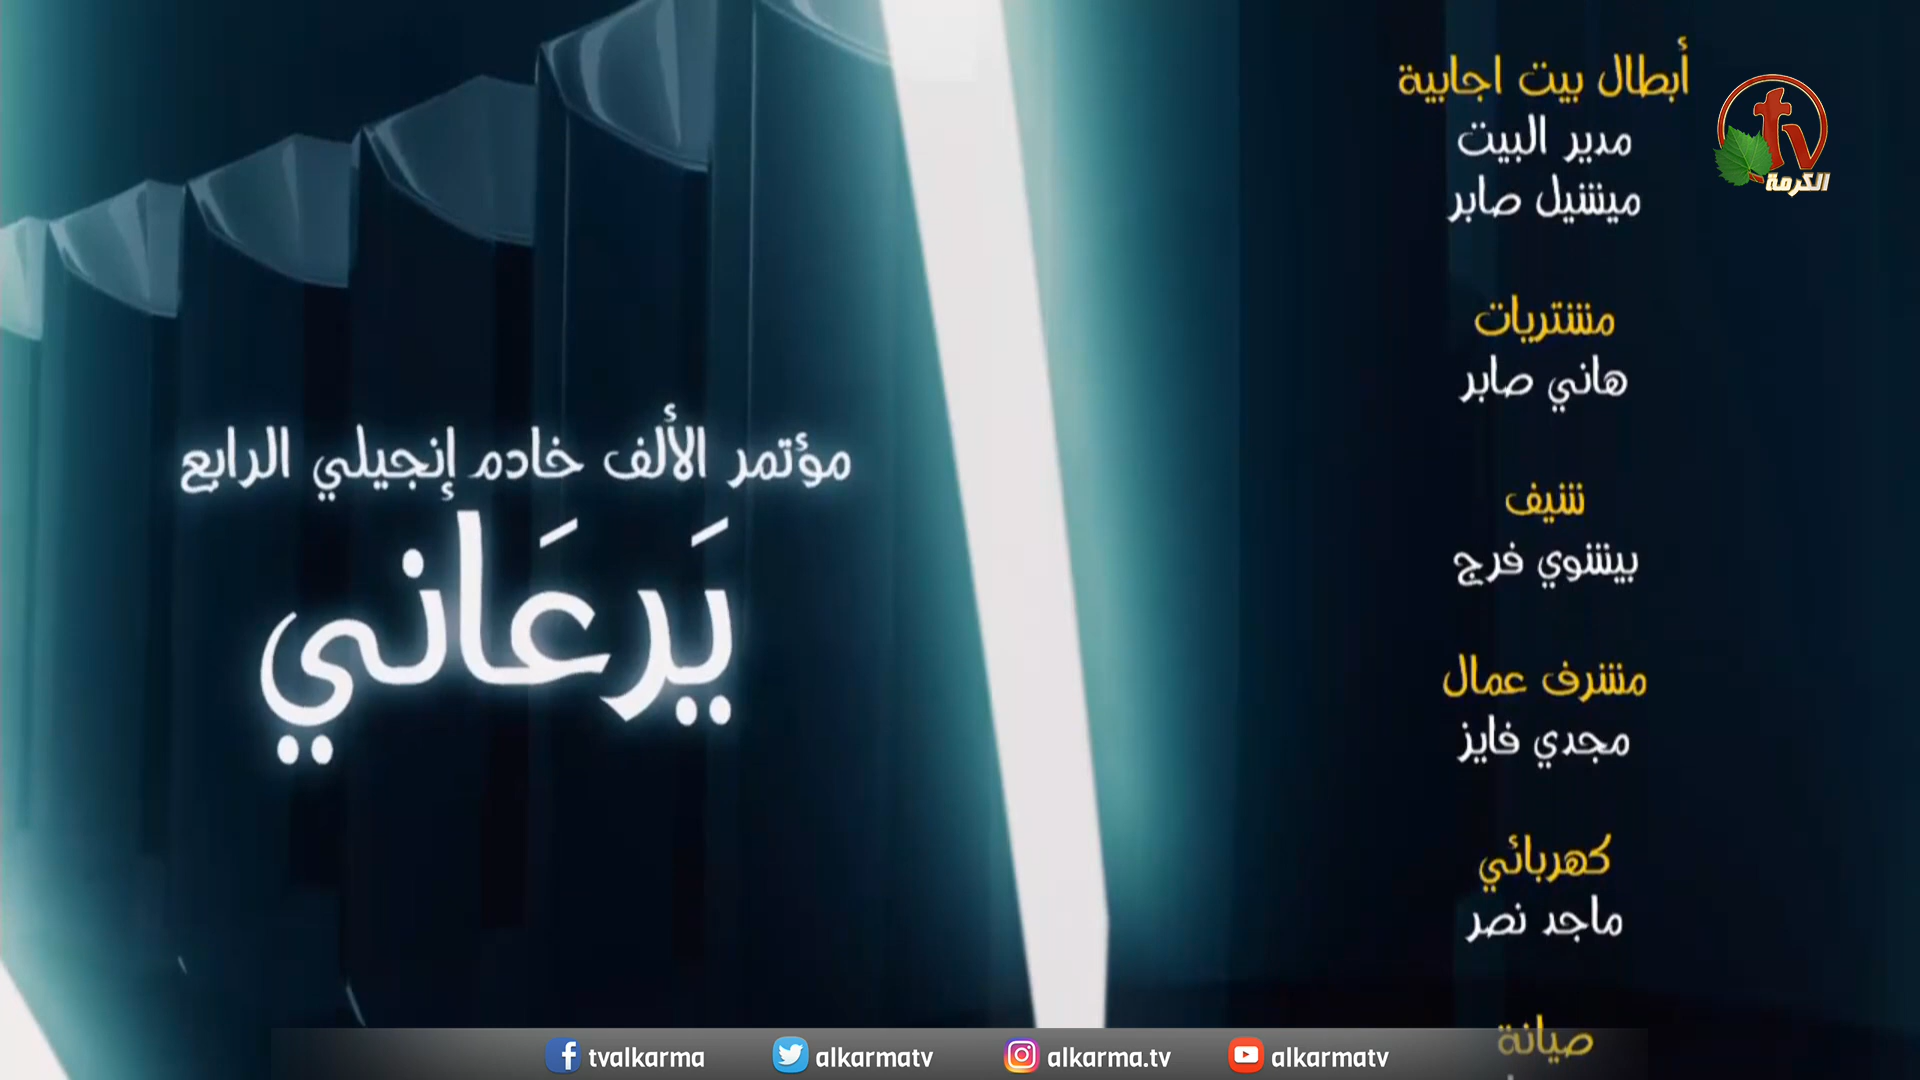 أبطال بيت اجابية
مدير البيت
ميشيل صابر
مشتريات
هاني صابر
شيف
بيشوي فرج
مشرف عمال
مجدي فايز
كهربائي
ماجد نصر
صيانة
مؤتمر الألف خادم إنجيلي الرابع
يَرعَاني
tv
الكرمة
tvalkarma
alkarmatv
alkarma.tv
alkarmatv